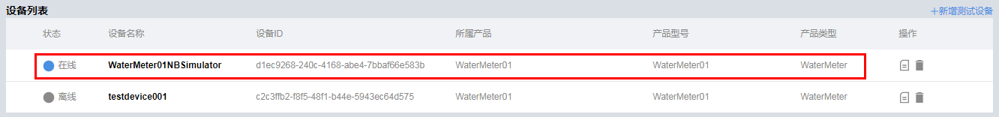 设备列表
+新增测试设备
状态 设备名称 设备ID 所属产品 产品型号 产品类型 操作
在线 WaterMeter01NBSimulator d1ec9268-240c-4168-abe4-7bbaf66e583b WaterMeter01 WaterMeter01 WaterMeter
离线 testdevice001 c2c3ffb2-f8f5-48f1-b44e-5943ec64d575 WaterMeter01 WaterMeter01 WaterMeter